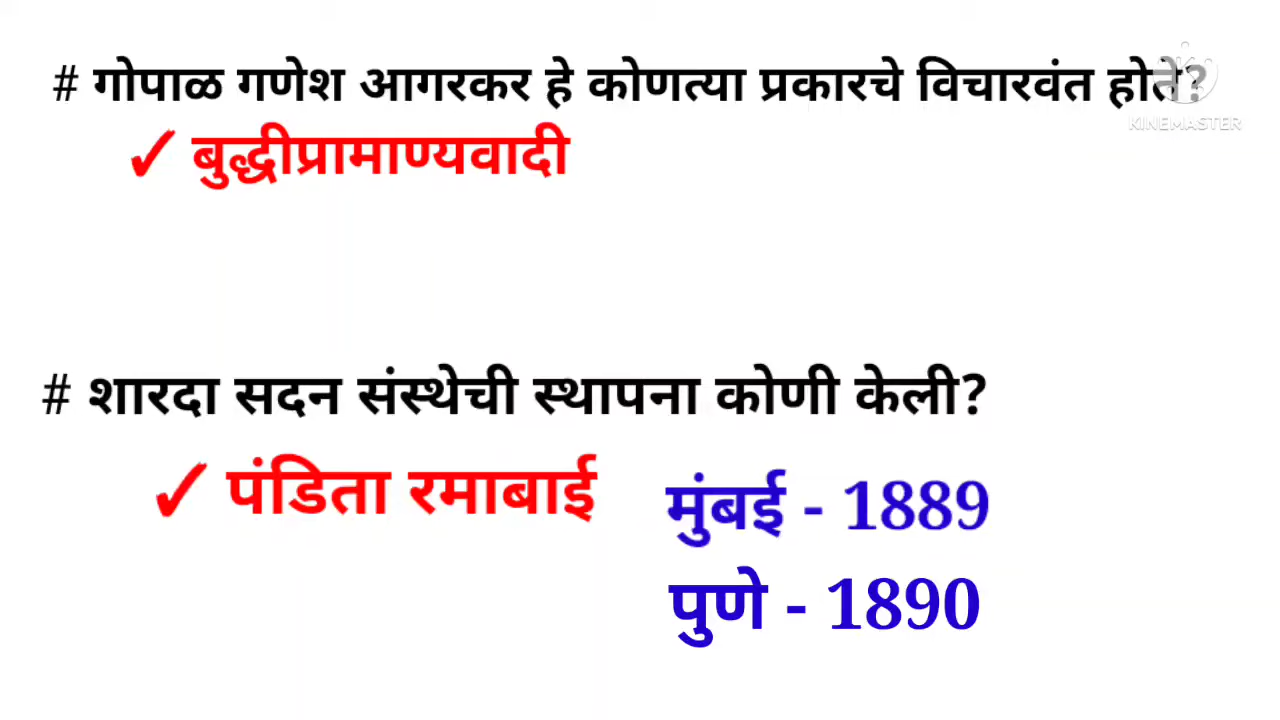 # गोपाळ गणेश आगरकर हे कोणत्या प्रकारचे विचारवंत होते?
KINEMASTER
✓ बुद्धीप्रामाण्यवादी
# शारदा सदन संस्थेची स्थापना कोणी केली?
✓ पंडिता रमाबाई मुंबई - 1889
पुणे - 1890